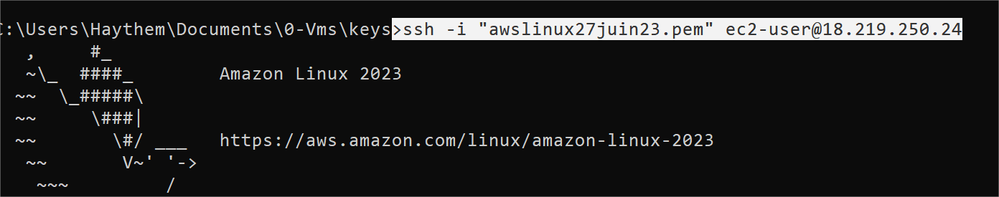 C:\Users\Haythem\Documents\0-Vms\keys>ssh -i "awslinux27juin23.pem" ec2-user@18.219.250.24
   ,     #_
   ~\_  ####_        Amazon Linux 2023
  ~~  \_#####\
  ~~     \###|
  ~~       \#/ ___   https://aws.amazon.com/linux/amazon-linux-2023
   ~~       V~' '->
    ~~~         /